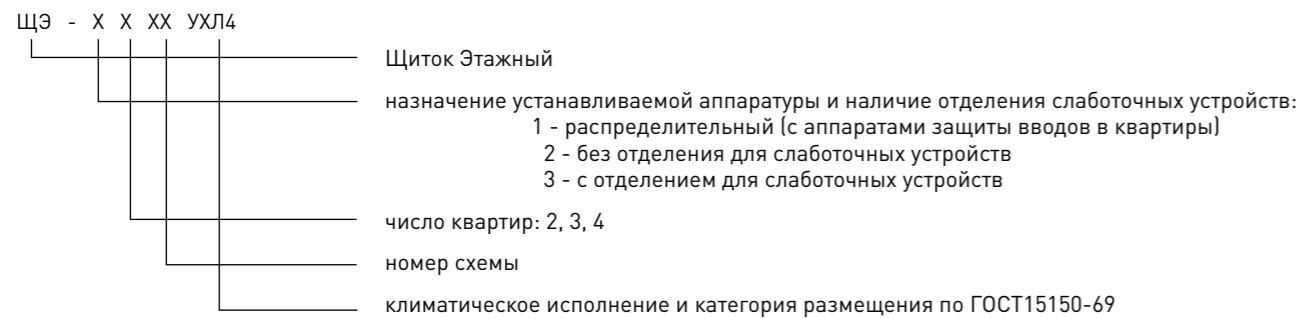 ЩЭ - Х Х ХХ УХЛ4
Щиток Этажный
назначение устанавливаемой аппаратуры и наличие отделения слаботочных устройств:
1 - распределительный (с аппаратами защиты вводов в квартиры)
2 - без отделения для слаботочных устройств
3 - с отделением для слаботочных устройств
число квартир: 2, 3, 4
номер схемы
климатическое исполнение и категория размещения по ГОСТ15150-69